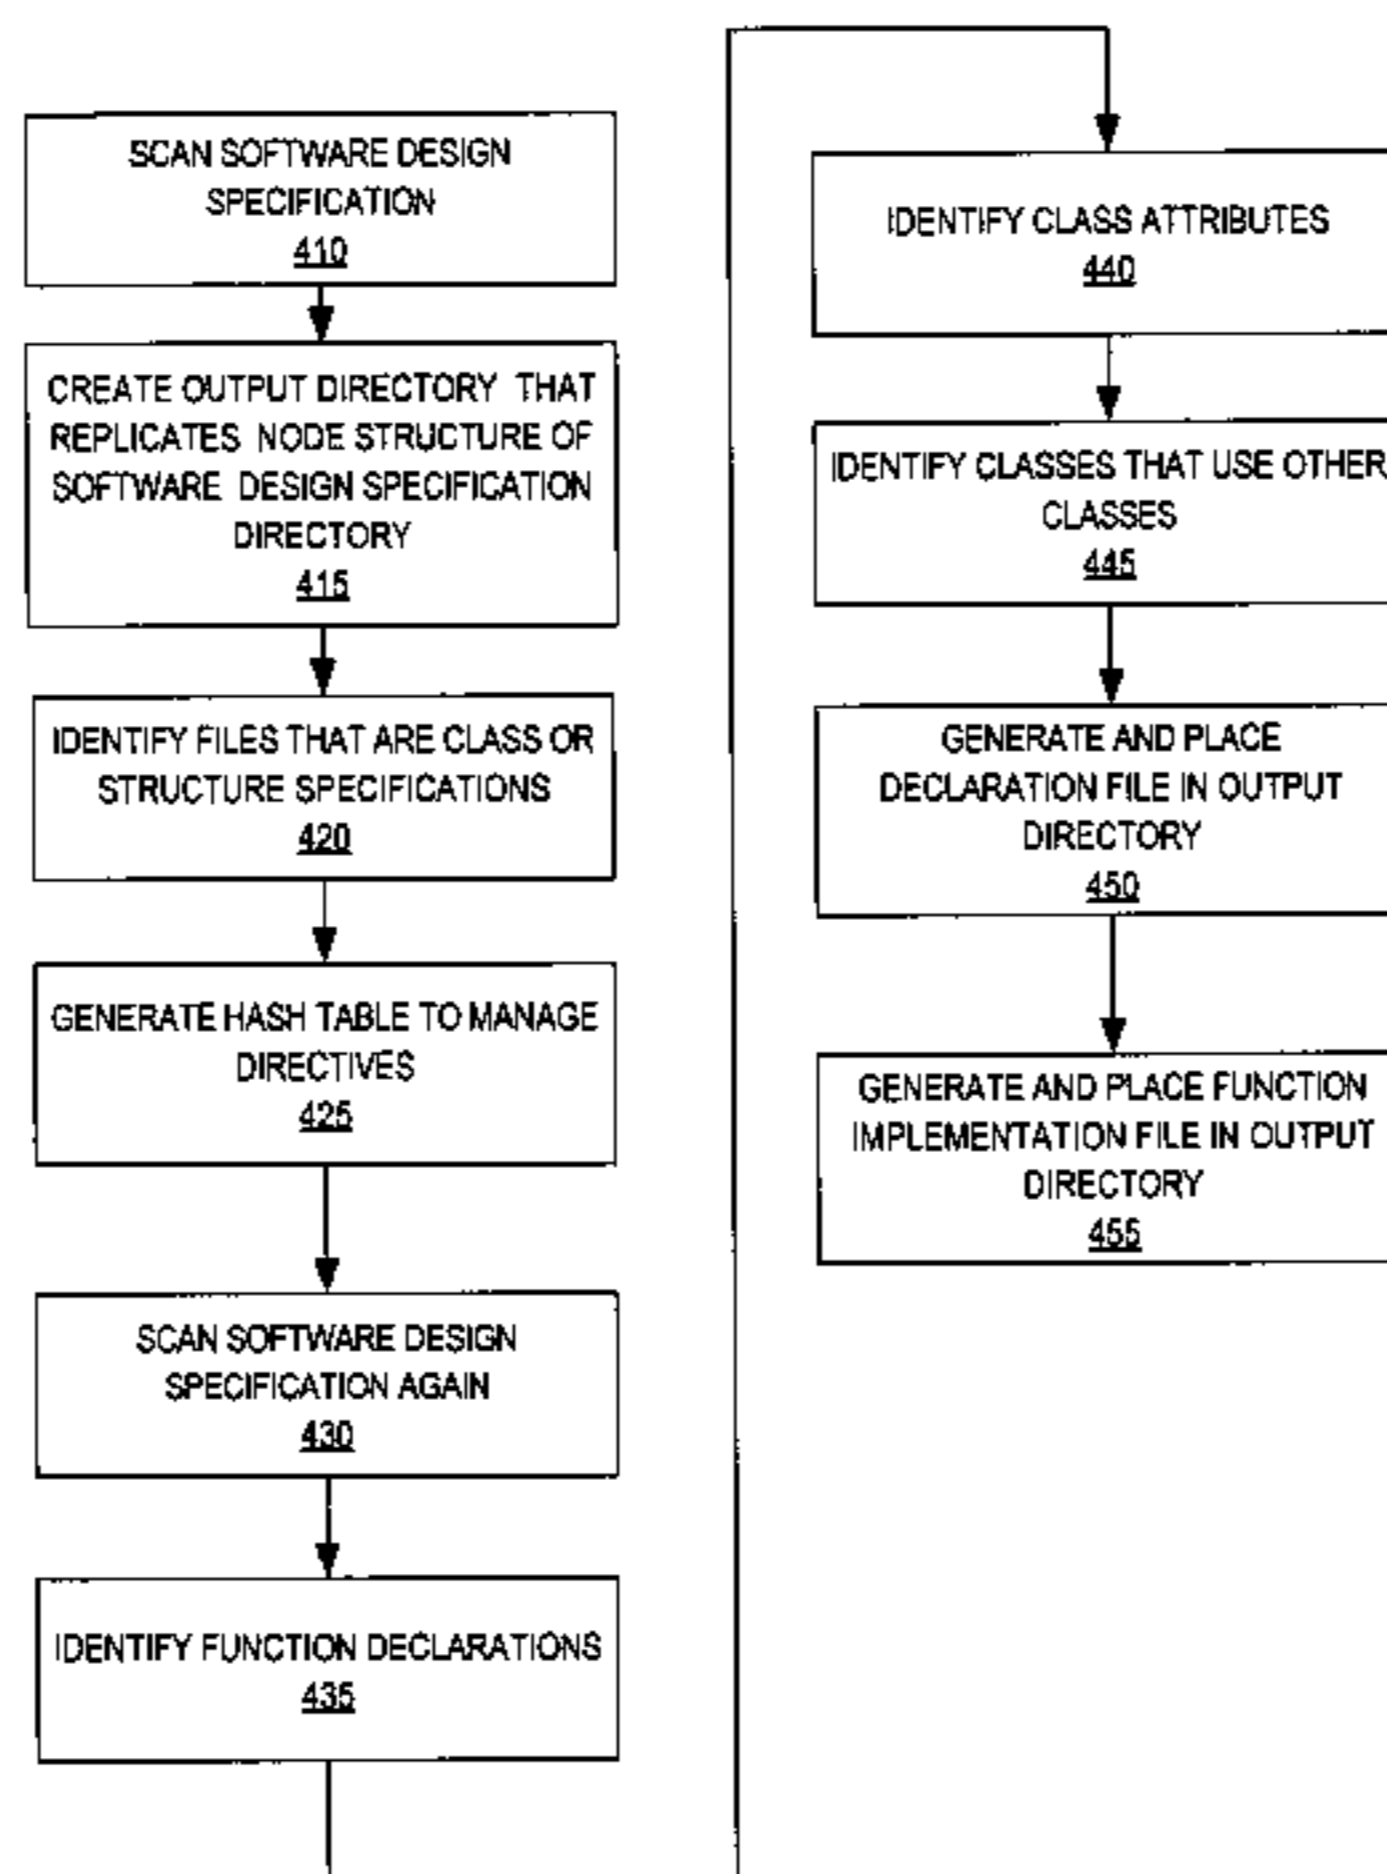 SCAN SOFTWARE DESIGN
SPECIFICATION
410
CREATE OUTPUT DIRECTORY THAT
REPLICATES NODE STRUCTURE OF
SOFTWARE DESIGN SPECIFICATION
DIRECTORY
415
IDENTIFY FILES THAT ARE CLASS OR
STRUCTURE SPECIFICATIONS
420
GENERATE HASH TABLE TO MANAGE
DIRECTIVES
425
SCAN SOFTWARE DESIGN
SPECIFICATION AGAIN
430
IDENTIFY FUNCTION DECLARATIONS
435
IDENTIFY CLASS ATTRIBUTES
440
IDENTIFY CLASSES THAT USE OTHER
CLASSES
445
GENERATE AND PLACE
DECLARATION FILE IN OUTPUT
DIRECTORY
450
GENERATE AND PLACE FUNCTION
IMPLEMENTATION FILE IN OUTPUT
DIRECTORY
455